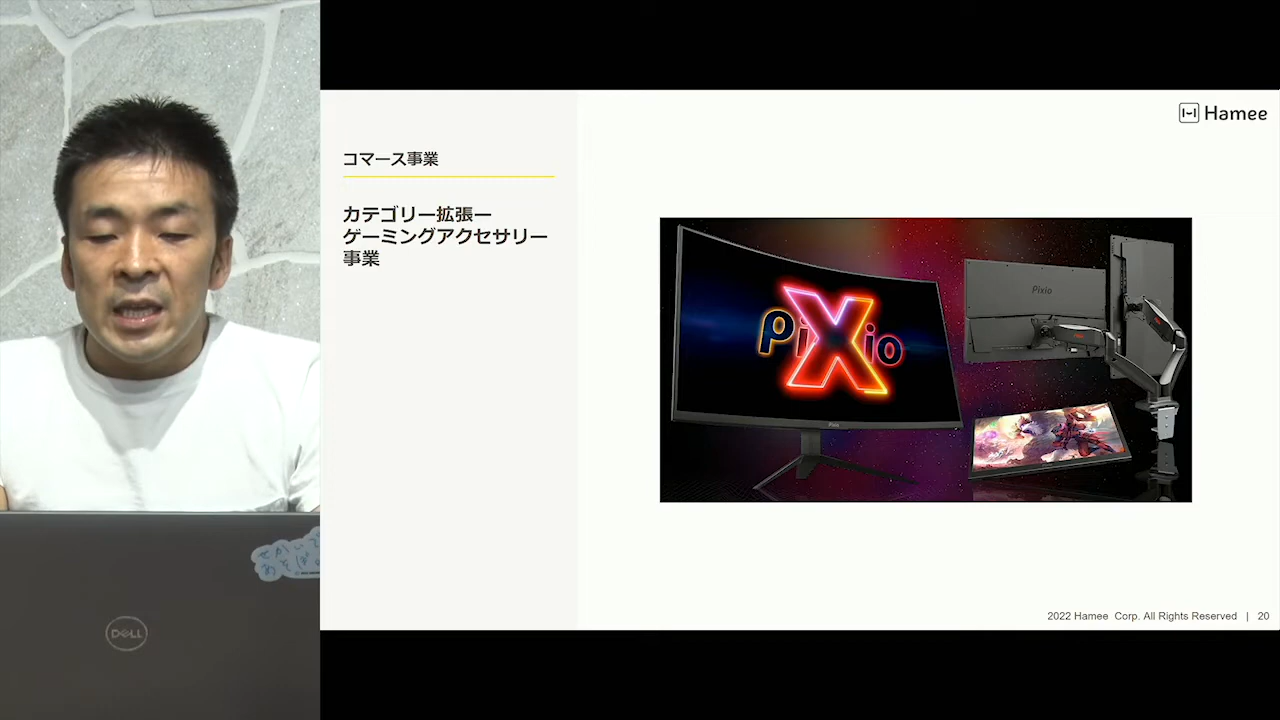 Hamee
コマース事業
カテゴリー拡張ー
ゲーミングアクセサリー
事業
piXio
Pixio
Pixio
DELL
2022 Hamee Corp. All Rights Reserved | 20